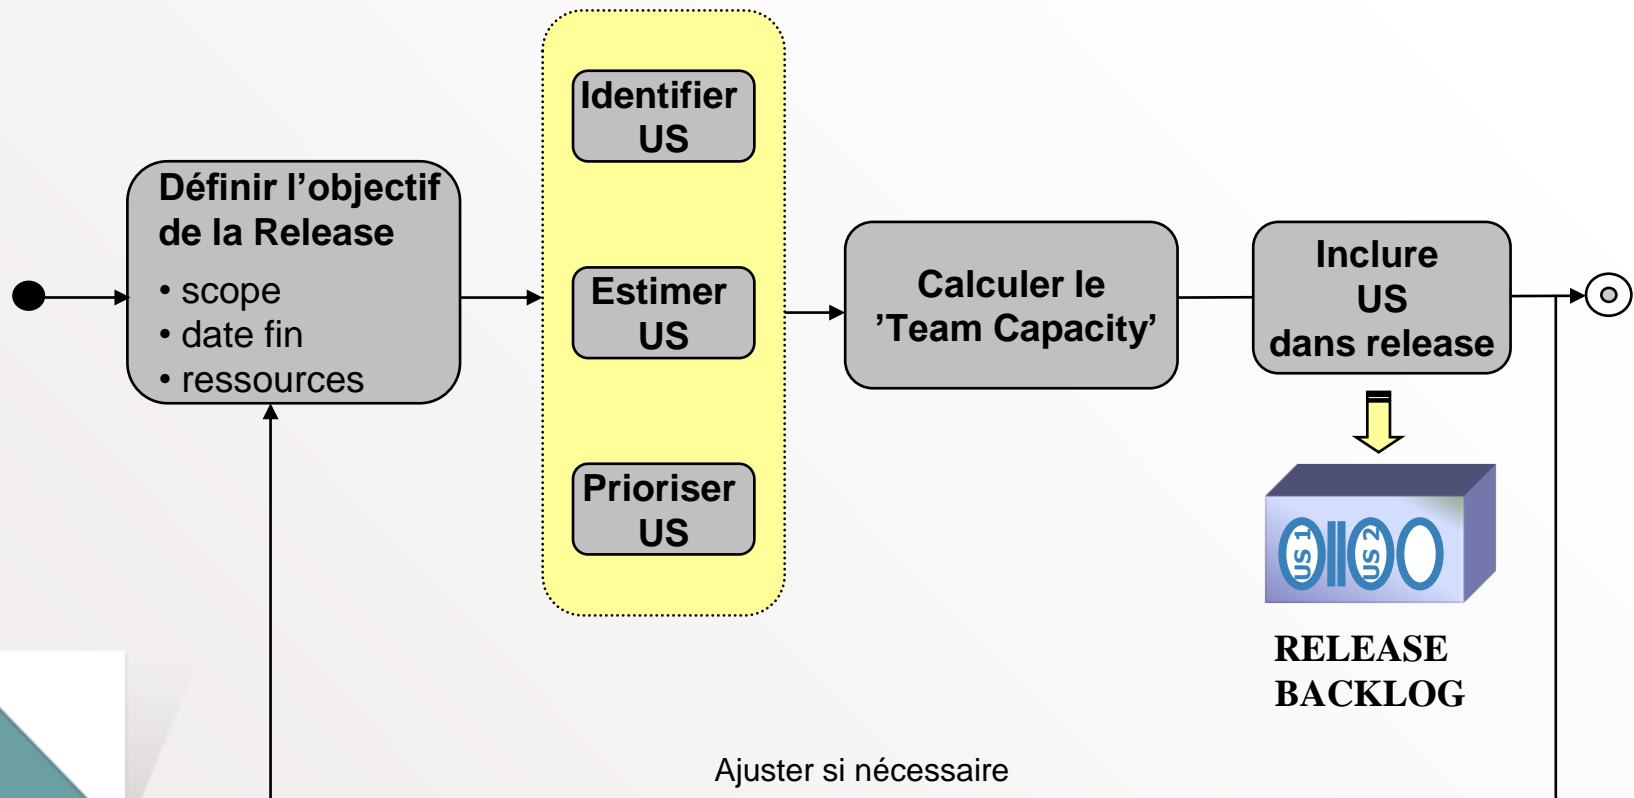 Définir l’objectif
de la Release
• scope
• date fin
• ressources
Identifier
US
Estimer
US
Prioriser
US
Calculer le
’Team Capacity’
Inclure
US
dans release
US 1
US 2
RELEASE
BACKLOG
Ajuster si nécessaire